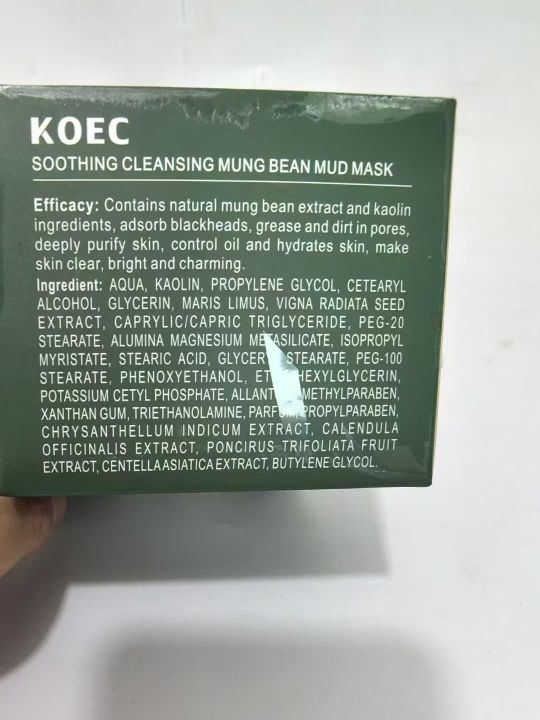 KOEC
SOOTHING CLEANSING MUNG BEAN MUD MASK
Efficacy: Contains natural mung bean extract and kaolin
ingredients, adsorb blackheads, grease and dirt in pores,
deeply purify skin, control oil and hydrates skin, make
skin clear, bright and charming.
Ingredient: AQUA, KAOLIN, PROPYLENE GLYCOL, CETEARYL
ALCOHOL, GLYCERIN, MARIS LIMUS, VIGNA RADIATA SEED
EXTRACT, CAPRYLIC/CAPRIC TRIGLYCERIDE, PEG-20
STEARATE, ALUMINA MAGNESIUM METASILICATE, ISOPROPYL
MYRISTATE, STEARIC ACID, STEARATE, PEG-100
STEARATE, PHENOXYETHANOL,
POTASSIUM CETYL PHOSPHATE, METHYLPARABEN,
XANTHAN GUM, TRIETHANOLAMINE, PARFUM, PROPYLPARABEN,
CHRYSANTHELLUM INDICUM EXTRACT, CALENDULA
OFFICINALIS EXTRACT, PONCIRUS TRIFOLIATA FRUIT
EXTRACT, CENTELLA ASIATICA EXTRACT, BUTYLENE GLYCOL.